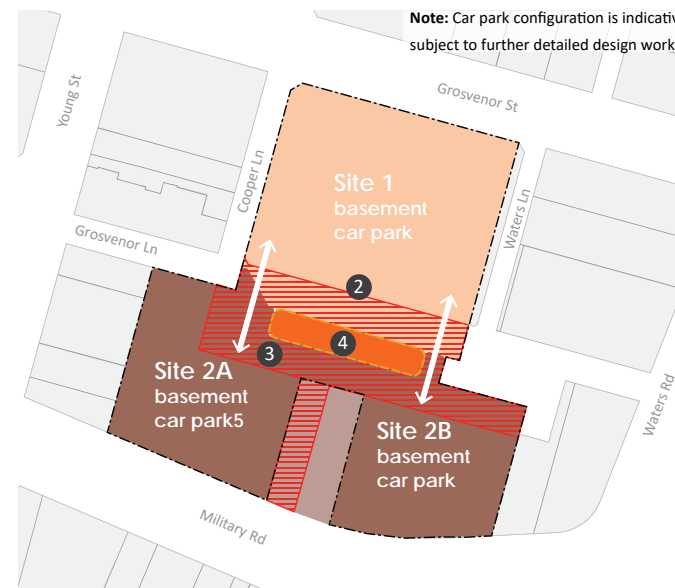 Note: Car park configuration is indicativ
subject to further detailed design work
Grosvenor St
Young St
Cooper Ln
Site 1
basement
car park
Waters Ln
Grosvenor Ln
2
4
3
Site 2A
basement
car park5
Site 2B
basement
car park
Waters Rd
Military Rd